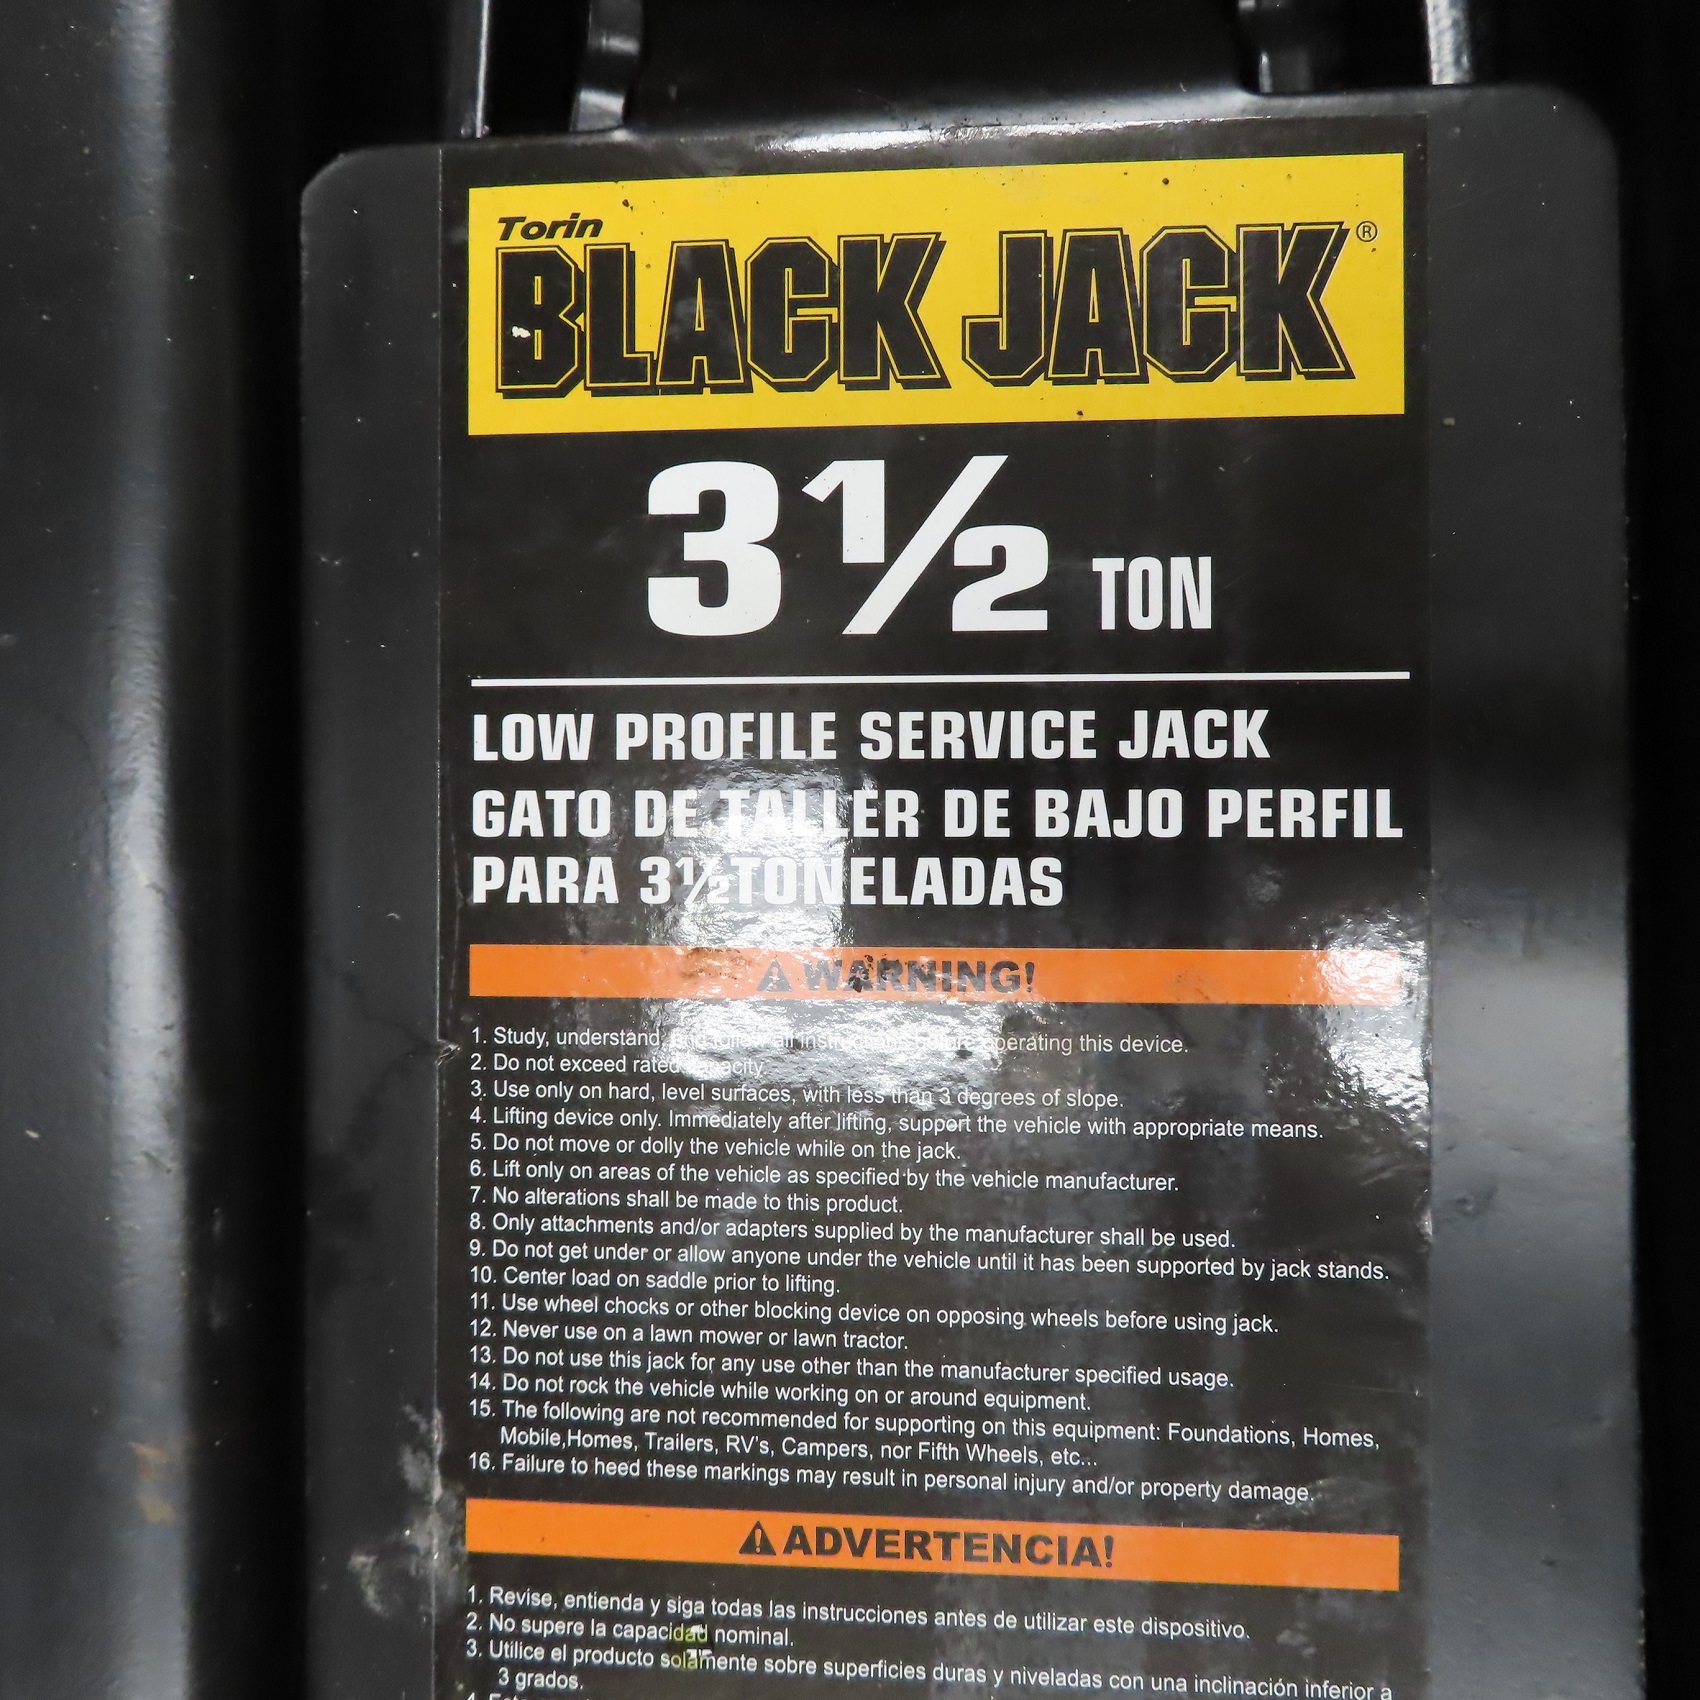 Torin
BLACK JACK®
3½ TON
LOW PROFILE SERVICE JACK
GATO DE TALLER DE BAJO PERFIL
PARA 3½ TONELADAS
⚠ WARNING!
1. Study, understand, and follow all instructions before operating this device.
2. Do not exceed rated capacity.
3. Use only on hard, level surfaces, with less than 3 degrees of slope.
4. Lifting device only. Immediately after lifting, support the vehicle with appropriate means.
5. Do not move or dolly the vehicle while on the jack.
6. Lift only on areas of the vehicle as specified by the vehicle manufacturer.
7. No alterations shall be made to this product.
8. Only attachments and/or adapters supplied by the manufacturer shall be used.
9. Do not get under or allow anyone under the vehicle until it has been supported by jack stands.
10. Center load on saddle prior to lifting.
11. Use wheel chocks or other blocking device on opposing wheels before using jack.
12. Never use on a lawn mower or lawn tractor.
13. Do not use this jack for any use other than the manufacturer specified usage.
14. Do not rock the vehicle while working on or around equipment.
15. The following are not recommended for supporting on this equipment: Foundations, Homes,
Mobile,Homes, Trailers, RV's, Campers, nor Fifth Wheels, etc...
16. Failure to heed these markings may result in personal injury and/or property damage.
⚠ ADVERTENCIA!
1. Revise, entienda y siga todas las instrucciones antes de utilizar este dispositivo.
2. No supere la capacidad nominal.
3. Utilice el producto solamente sobre superficies duras y niveladas con una inclinación inferior a
3 grados.